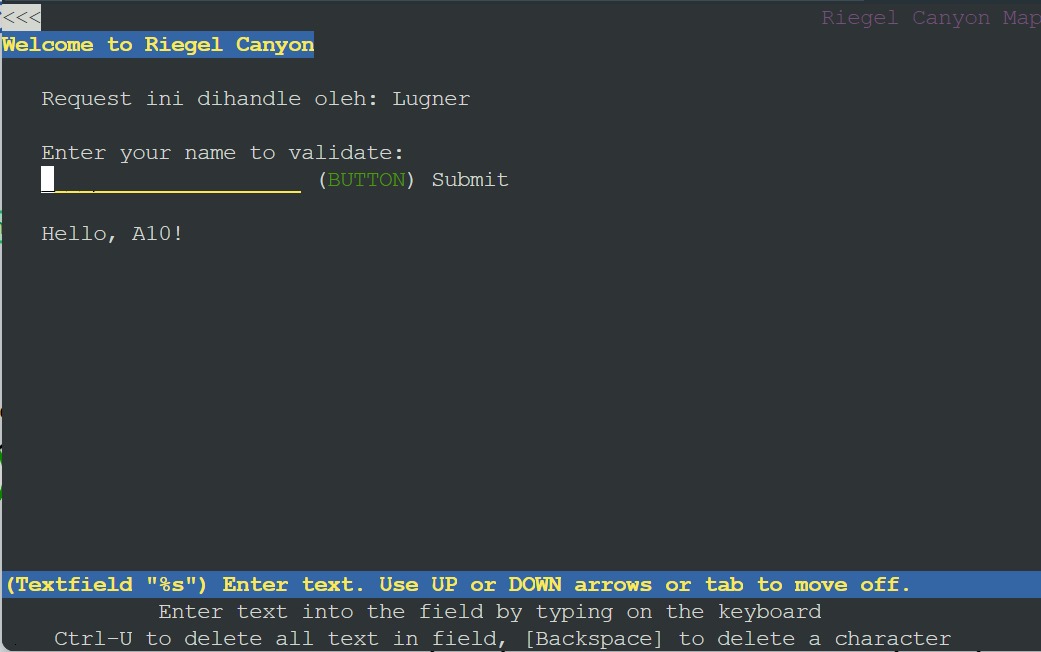 <<<
Riegel Canyon Map
Welcome to Riegel Canyon
Request ini dihandle oleh: Lugner
Enter your name to validate:
(BUTTON) Submit
Hello, A10!
(Textfield "%s") Enter text. Use UP or DOWN arrows or tab to move off.
Enter text into the field by typing on the keyboard
Ctrl-U to delete all text in field, [Backspace] to delete a character